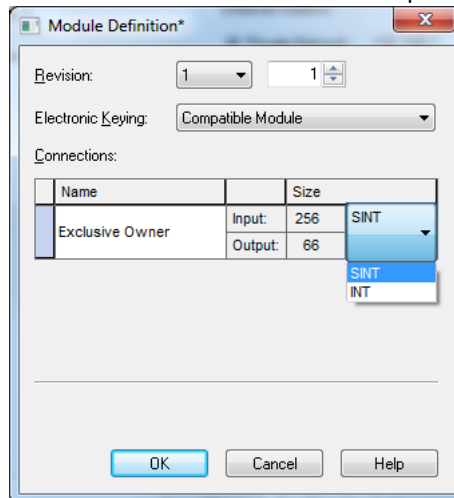 Module Definition*
Revision: 1 1
Electronic Keying: Compatible Module
Connections:
Name Size
Exclusive Owner Input: 256 SINT
Output: 66
SINT
INT
OK Cancel Help